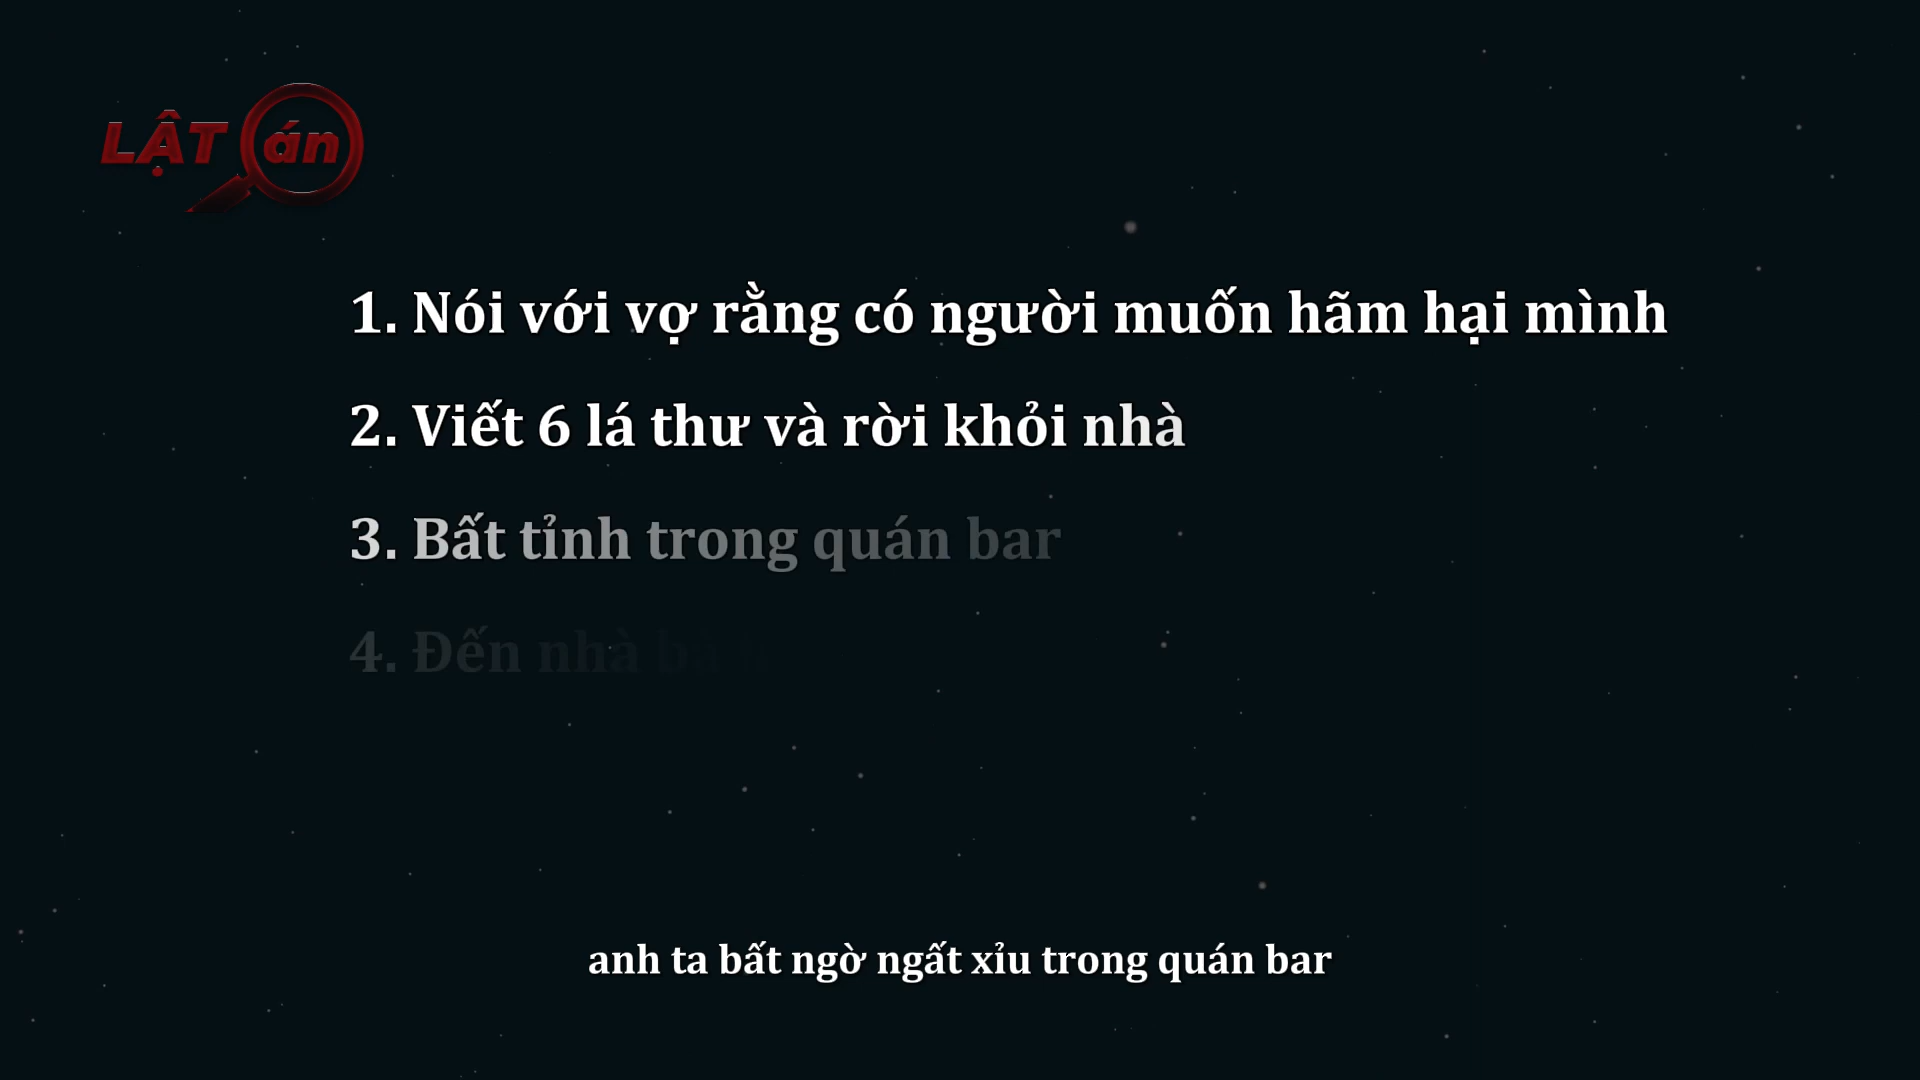 LẬT án
1. Nói với vợ rằng có người muốn hãm hại mình
2. Viết 6 lá thư và rời khỏi nhà
3. Bất tỉnh trong quán bar
4. Đến nhà bà
anh ta bất ngờ ngất xỉu trong quán bar